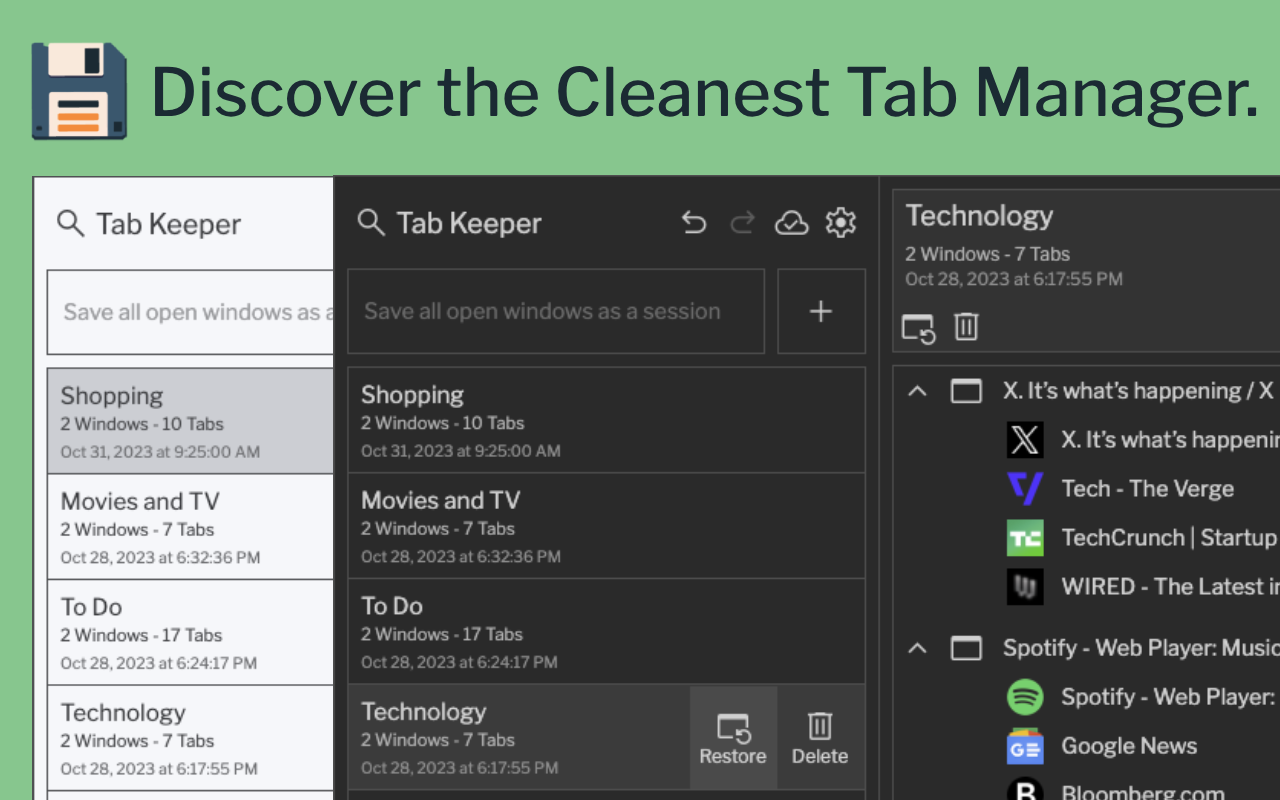 Discover the Cleanest Tab Manager.
Tab Keeper
Save all open windows as a
Shopping
2 Windows - 10 Tabs
Oct 31, 2023 at 9:25:00 AM
Movies and TV
2 Windows - 7 Tabs
Oct 28, 2023 at 6:32:36 PM
To Do
2 Windows - 17 Tabs
Oct 28, 2023 at 6:24:17 PM
Technology
2 Windows - 7 Tabs
Oct 28, 2023 at 6:17:55 PM
Tab Keeper
Save all open windows as a session
Shopping
2 Windows - 10 Tabs
Oct 31, 2023 at 9:25:00 AM
Movies and TV
2 Windows - 7 Tabs
Oct 28, 2023 at 6:32:36 PM
To Do
2 Windows - 17 Tabs
Oct 28, 2023 at 6:24:17 PM
Technology
2 Windows - 7 Tabs
Oct 28, 2023 at 6:17:55 PM
Restore
Delete
Technology
2 Windows - 7 Tabs
Oct 28, 2023 at 6:17:55 PM
X. It’s what’s happening / X
X. It’s what’s happenin
Tech - The Verge
TechCrunch | Startup
WIRED - The Latest in
Spotify - Web Player: Music
Spotify - Web Player:
Google News
Bloomberg.com